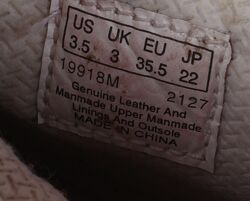 US UK EU JP
3.5 3 35.5 22
19918M 2127
Genuine Leather And
Manmade Upper Manmade
Linings And Outsole
MADE IN CHINA